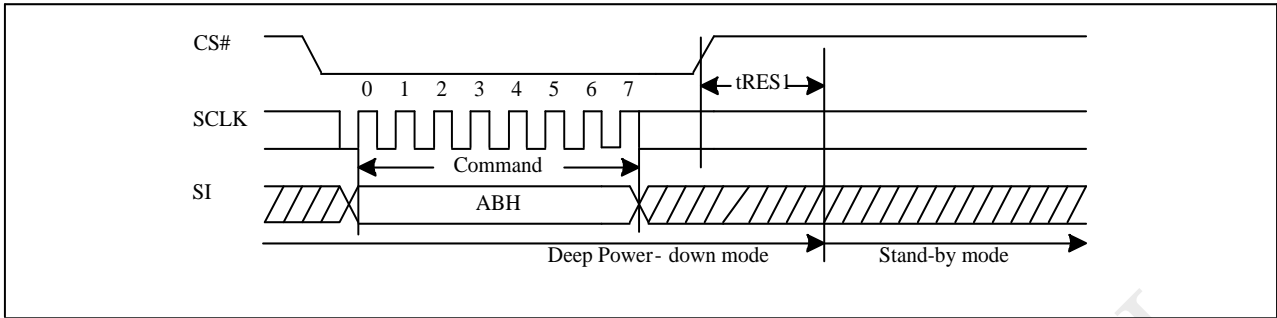 CS#
tRES1
0 1 2 3 4 5 6 7
SCLK
Command
SI
ABH
Deep Power- down mode Stand-by mode